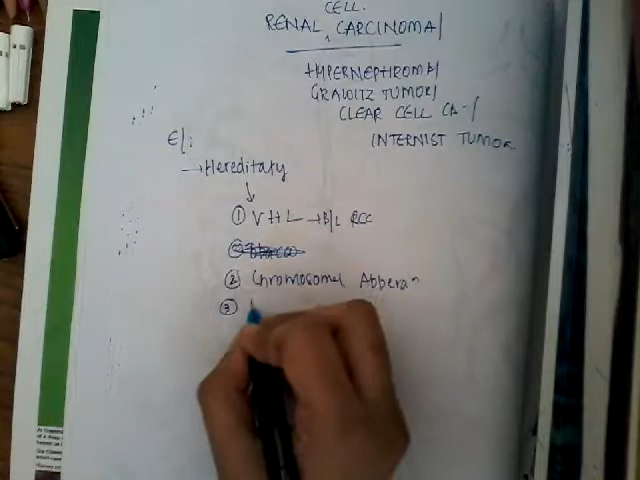 CELL.
RENAL ‸ CARCINOMA/
HYPERNEPHROMA/
GRAWITZ TUMOR/
CLEAR CELL CA-/
INTERNIST TUMOR
E/:
→Hereditary
↓
① VHL → B/L RCC
② Chromosomal Abberaⁿ
③